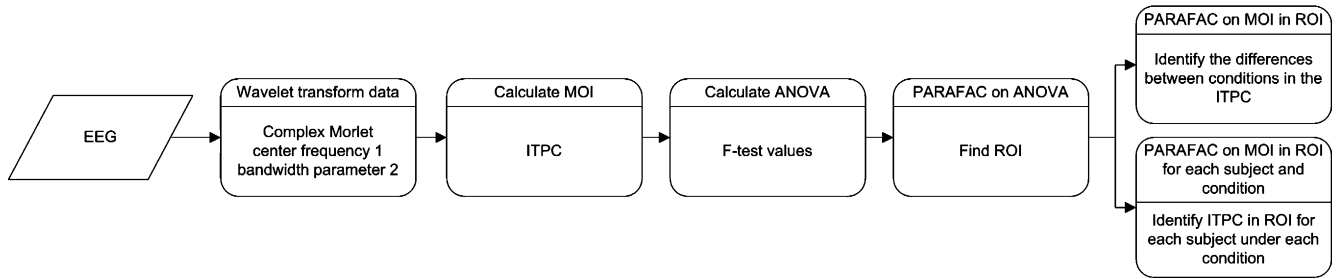 EEG
Wavelet transform data
Complex Morlet
center frequency 1
bandwidth parameter 2
Calculate MOI
ITPC
Calculate ANOVA
F-test values
PARAFAC on ANOVA
Find ROI
PARAFAC on MOI in ROI
Identify the differences
between conditions in the
ITPC
PARAFAC on MOI in ROI
for each subject and
condition
Identify ITPC in ROI for
each subject under each
condition